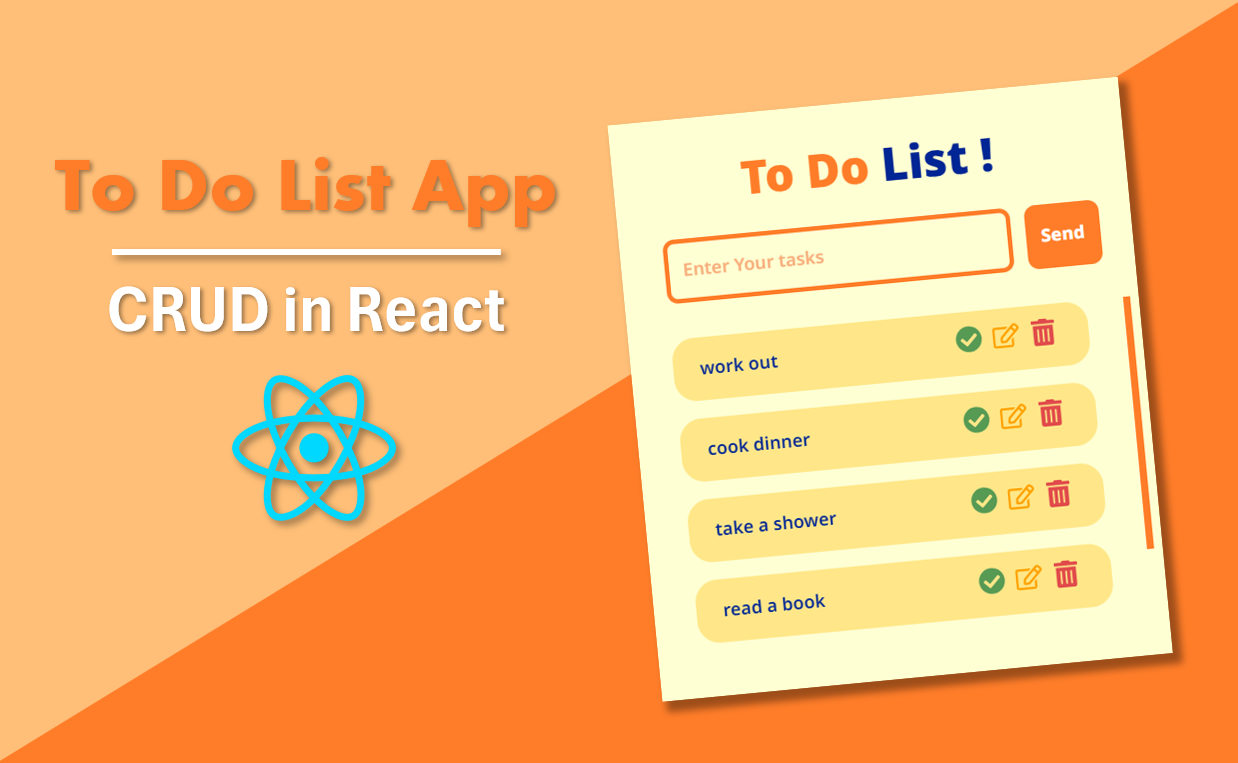 To Do List App
CRUD in React
To Do List !
Enter Your tasks
Send
work out
cook dinner
take a shower
read a book